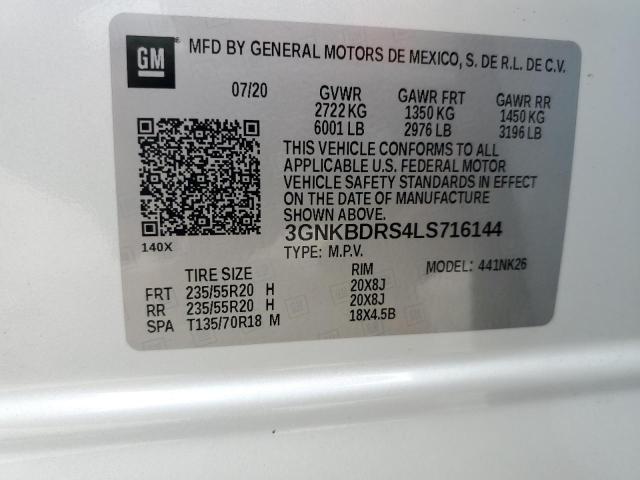 GM MFD BY GENERAL MOTORS DE MEXICO, S. DE R.L. DE C.V.
07/20 GVWR GAWR FRT GAWR RR
2722 KG 1350 KG 1450 KG
6001 LB 2976 LB 3196 LB
THIS VEHICLE CONFORMS TO ALL
APPLICABLE U.S. FEDERAL MOTOR
VEHICLE SAFETY STANDARDS IN EFFECT
ON THE DATE OF MANUFACTURE
SHOWN ABOVE.
3GNKBDRS4LS716144
140X TYPE: M.P.V. MODEL: 441NK26
TIRE SIZE RIM
FRT 235/55R20 H 20X8J
RR 235/55R20 H 20X8J
SPA T135/70R18 M 18X4.5B